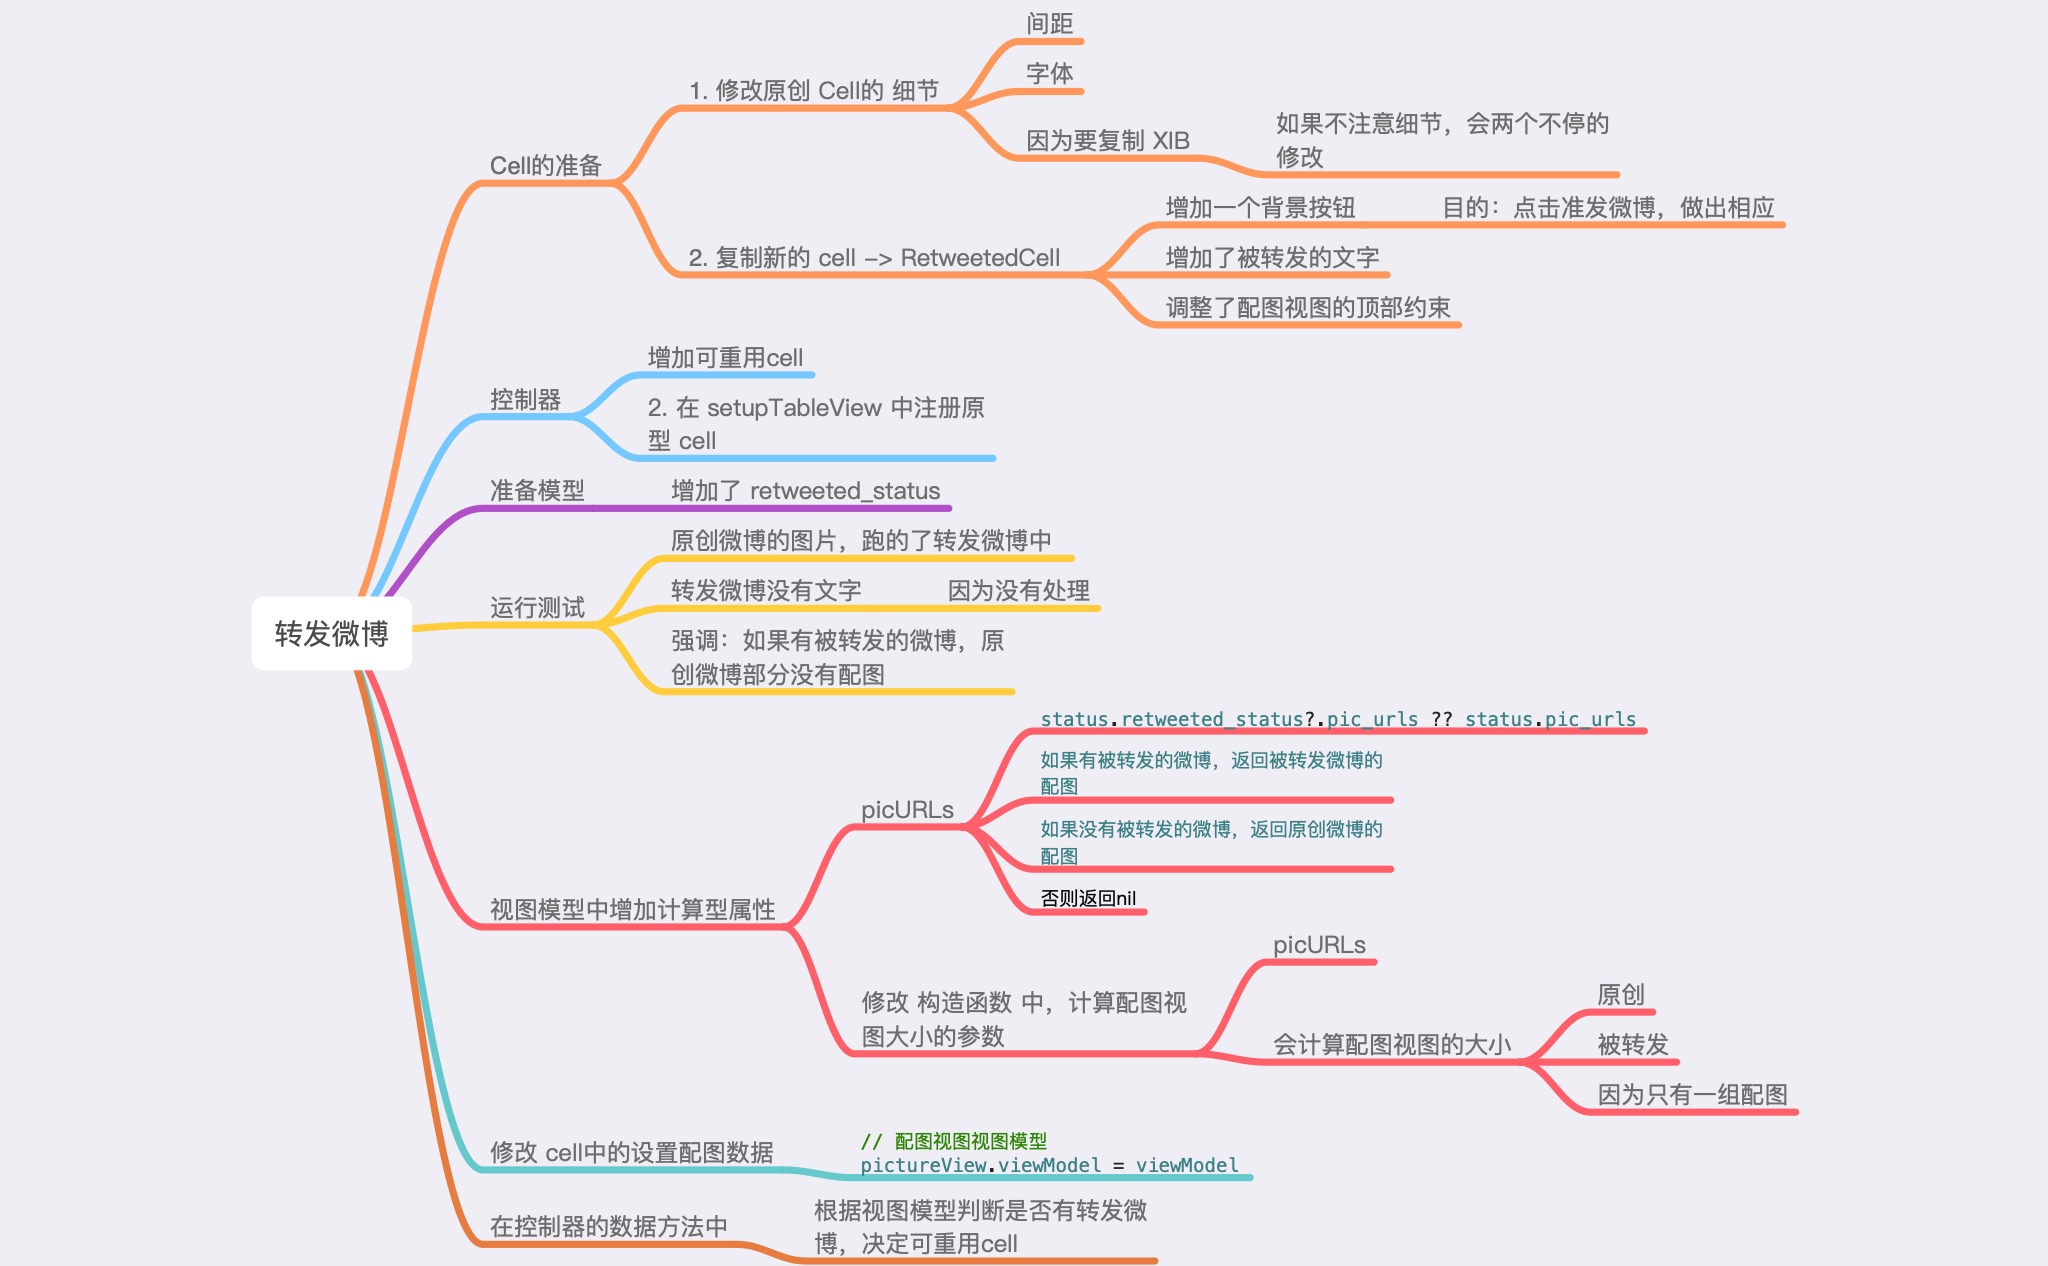 转发微博
Cell的准备
1. 修改原创 Cell的 细节
间距
字体
因为要复制 XIB
如果不注意细节，会两个不停的
修改
2. 复制新的 cell -> RetweetedCell
增加一个背景按钮
目的：点击准发微博，做出相应
增加了被转发的文字
调整了配图视图的顶部约束
控制器
增加可重用cell
2. 在 setupTableView 中注册原
型 cell
准备模型
增加了 retweeted_status
运行测试
原创微博的图片，跑的了转发微博中
转发微博没有文字
因为没有处理
强调：如果有被转发的微博，原
创微博部分没有配图
视图模型中增加计算型属性
picURLs
status.retweeted_status?.pic_urls ?? status.pic_urls
如果有被转发的微博，返回被转发微博的
配图
如果没有被转发的微博，返回原创微博的
配图
否则返回nil
修改 构造函数 中，计算配图视
图大小的参数
picURLs
会计算配图视图的大小
原创
被转发
因为只有一组配图
修改 cell中的设置配图数据
// 配图视图视图模型
pictureView.viewModel = viewModel
在控制器的数据方法中
根据视图模型判断是否有转发微
博，决定可重用cell